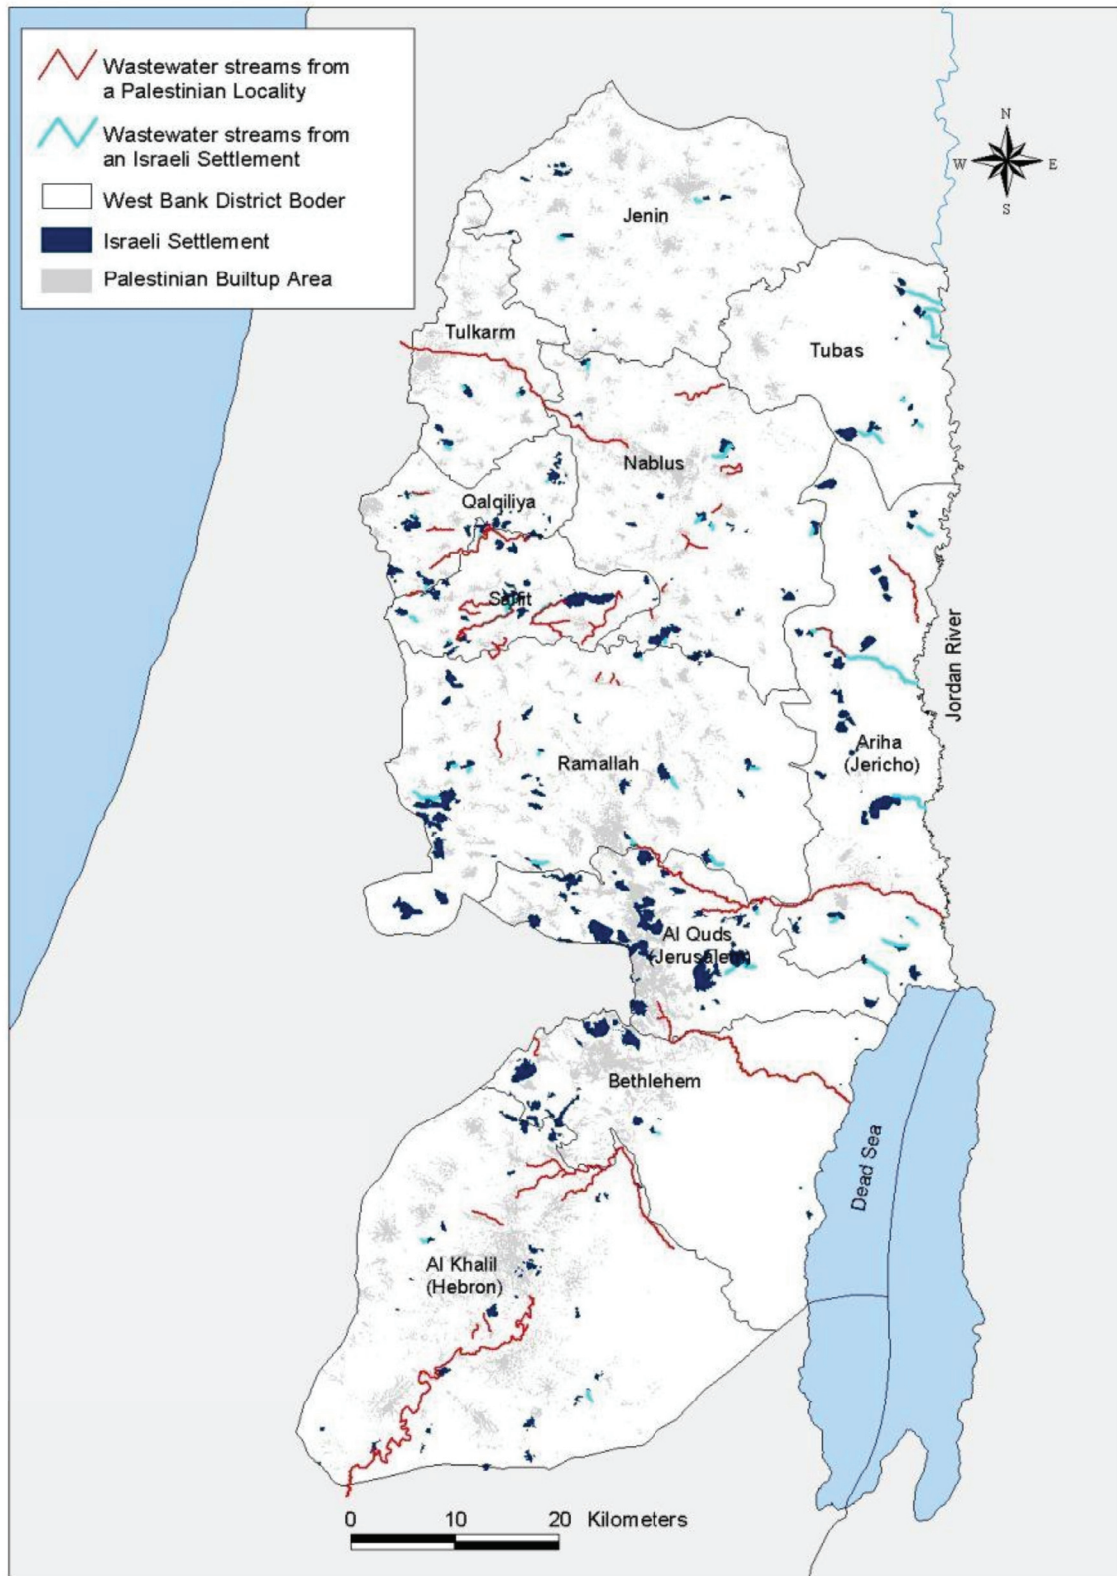 Wastewater streams from
a Palestinian Locality
Wastewater streams from
an Israeli Settlement
West Bank District Boder
Israeli Settlement
Palestinian Builtup Area
N
W
E
S
Jenin
Tulkarm
Tubas
Nablus
Qalqiliya
Salfit
Jordan River
Ariha
(Jericho)
Ramallah
Al Quds
(Jerusalem)
Bethlehem
Dead Sea
Al Khalil
(Hebron)
0 10 20 Kilometers